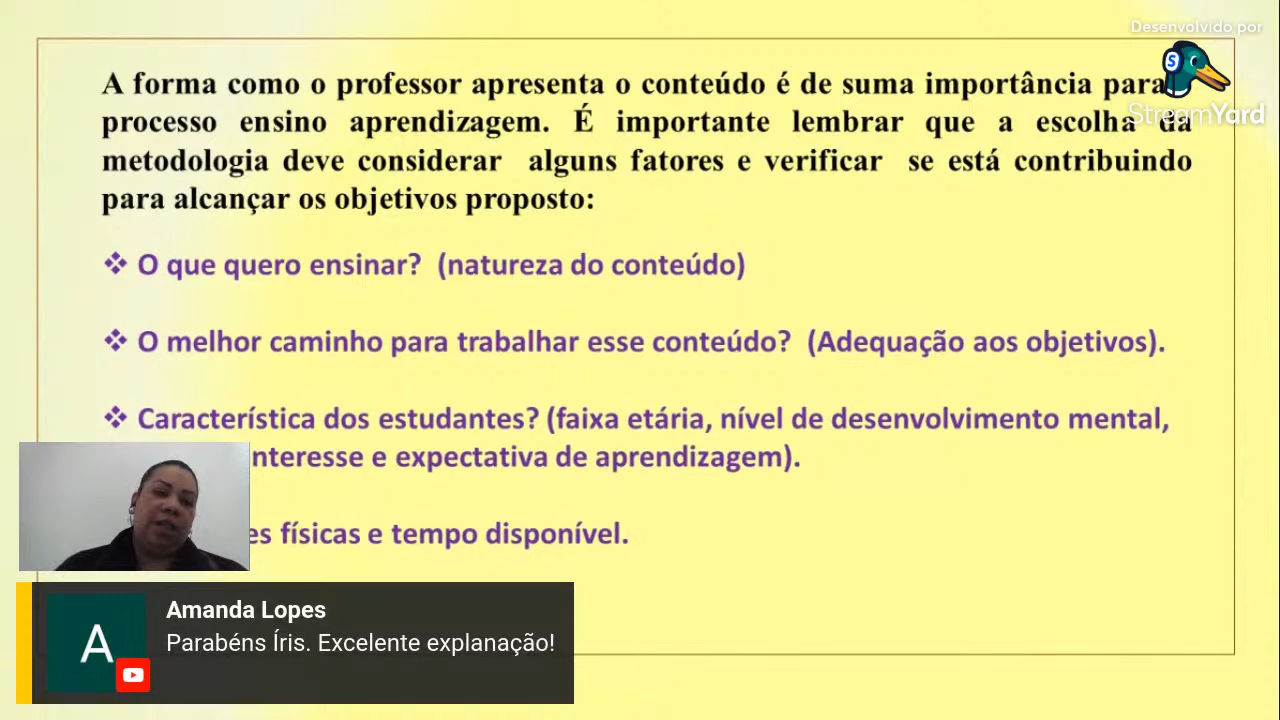 Desenvolvido por
StreamYard
A forma como o professor apresenta o conteúdo é de suma importância para
processo ensino aprendizagem. É importante lembrar que a escolha da
metodologia deve considerar alguns fatores e verificar se está contribuindo
para alcançar os objetivos proposto:
❖ O que quero ensinar? (natureza do conteúdo)
❖ O melhor caminho para trabalhar esse conteúdo? (Adequação aos objetivos).
❖ Característica dos estudantes? (faixa etária, nível de desenvolvimento mental,
nteresse e expectativa de aprendizagem).
es físicas e tempo disponível.
A
Amanda Lopes
Parabéns Íris. Excelente explanação!